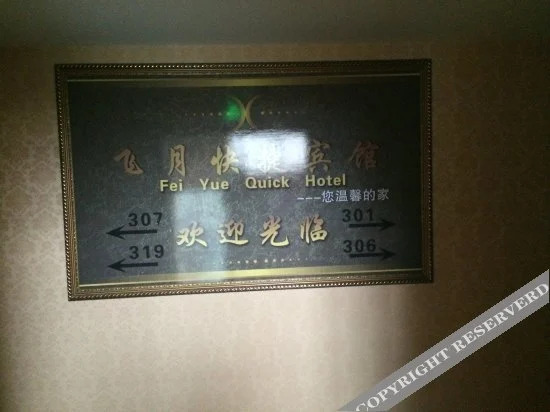 飞月快捷宾馆
Fei Yue Quick Hotel
---您温馨的家
307 欢迎光临 301
319 306
COPYRIGHT RESERVERD